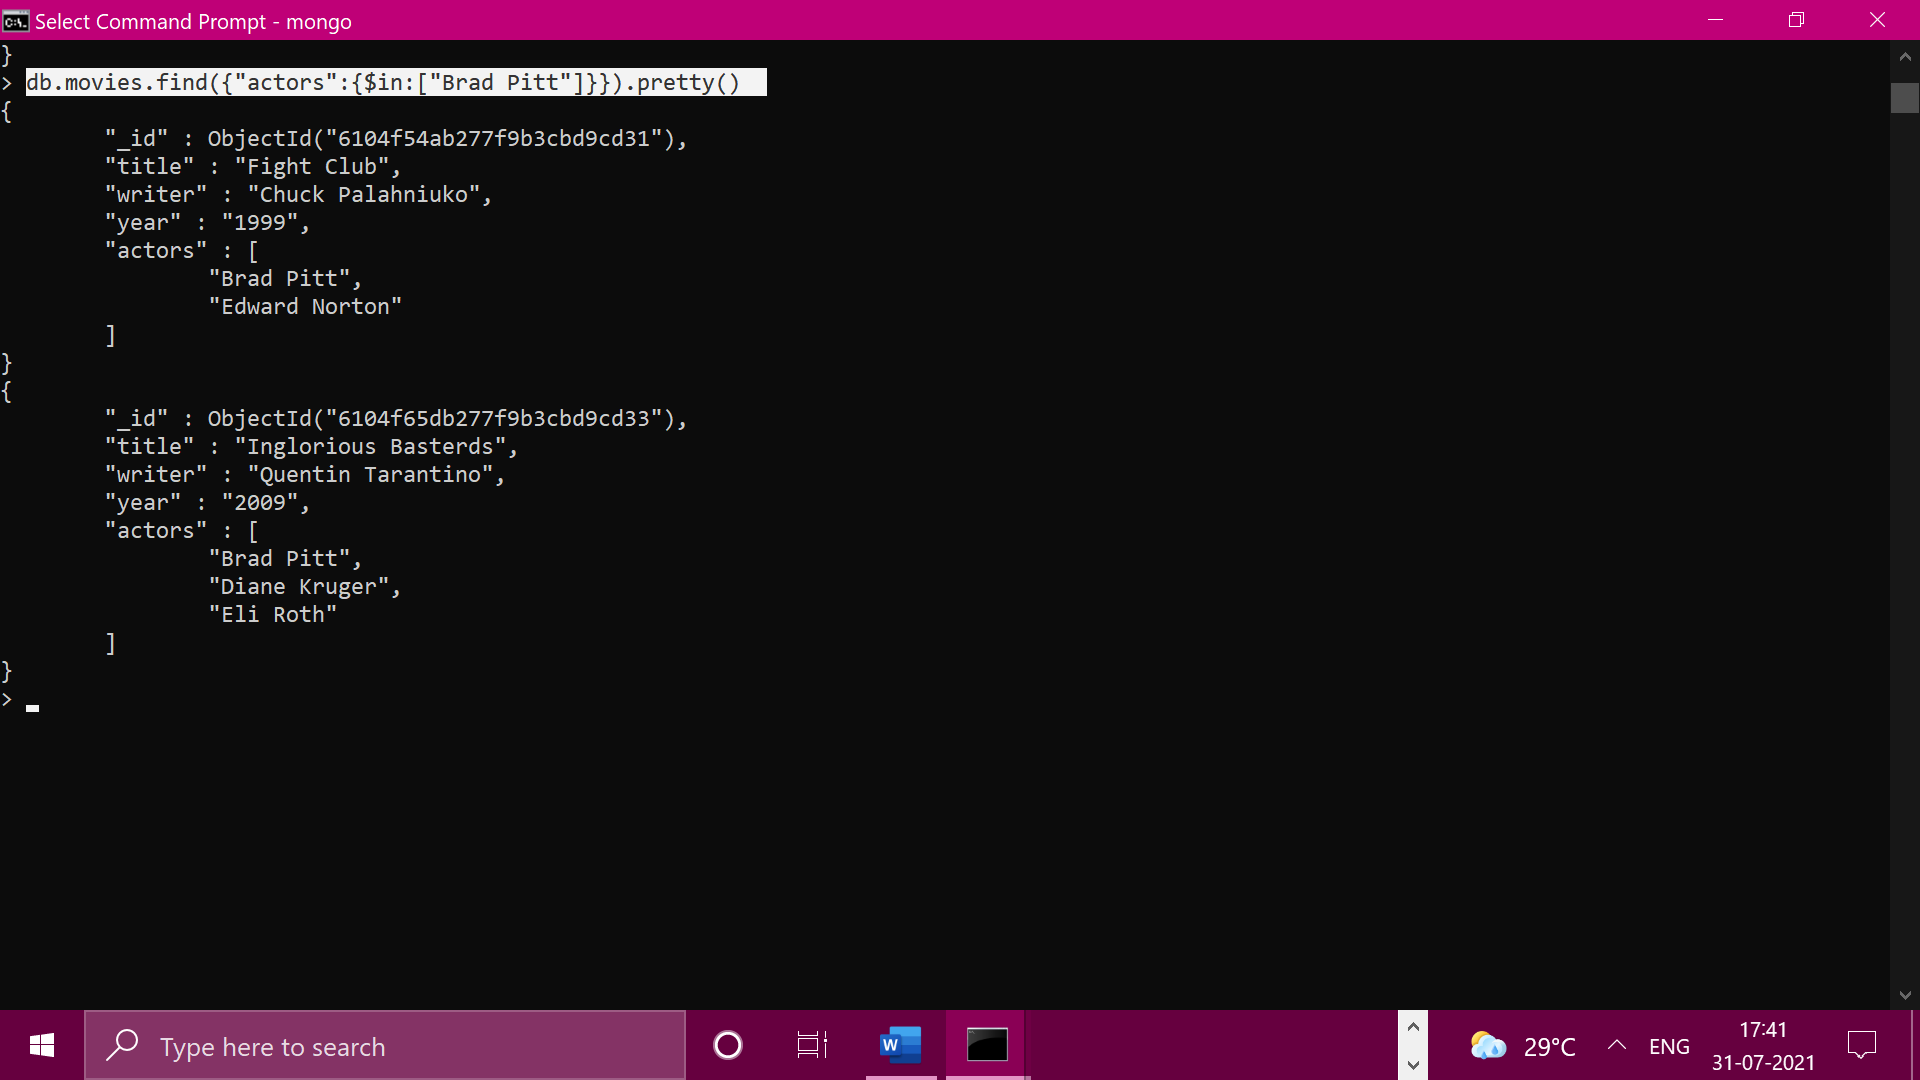 Select Command Prompt - mongo
}
> db.movies.find({"actors":{$in:["Brad Pitt"]}}).pretty()
{
        "_id" : ObjectId("6104f54ab277f9b3cbd9cd31"),
        "title" : "Fight Club",
        "writer" : "Chuck Palahniuko",
        "year" : "1999",
        "actors" : [
                "Brad Pitt",
                "Edward Norton"
        ]
}
{
        "_id" : ObjectId("6104f65db277f9b3cbd9cd33"),
        "title" : "Inglorious Basterds",
        "writer" : "Quentin Tarantino",
        "year" : "2009",
        "actors" : [
                "Brad Pitt",
                "Diane Kruger",
                "Eli Roth"
        ]
}
>
Type here to search
W
29°C
ENG
17:41
31-07-2021